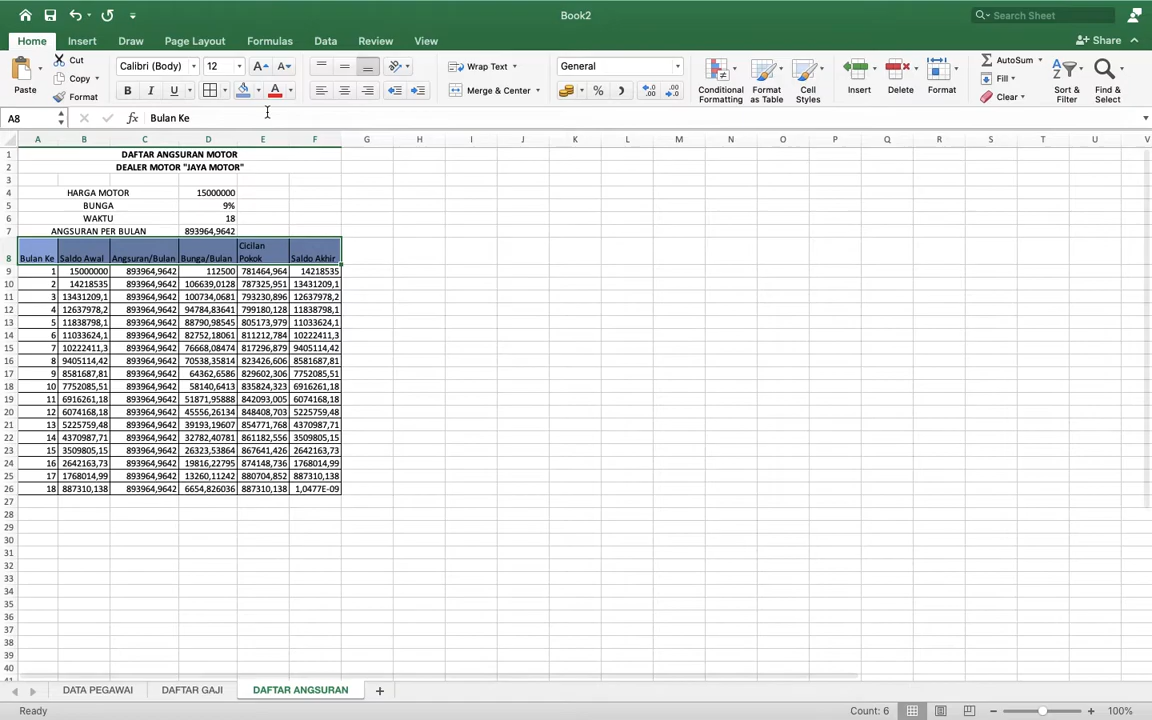 Book2
Search Sheet
Home Insert Draw Page Layout Formulas Data Review View
Share
Paste
Cut
Copy
Format
Calibri (Body) 12
B I U
Wrap Text
Merge & Center
General
Conditional Formatting
Format as Table
Cell Styles
Insert
Delete
Format
AutoSum
Fill
Clear
Sort & Filter
Find & Select
A8 fx Bulan Ke
A B C D E F G H I J K L M N O P Q R S T U V
1 DAFTAR ANGSURAN MOTOR
2 DEALER MOTOR "JAYA MOTOR"
3
4 HARGA MOTOR 15000000
5 BUNGA 9%
6 WAKTU 18
7 ANGSURAN PER BULAN 893964,9642
8 Bulan Ke Saldo Awal Angsuran/Bulan Bunga/Bulan Cicilan Pokok Saldo Akhir
9 1 15000000 893964,9642 112500 781464,964 14218535
10 2 14218535 893964,9642 106639,0128 787325,951 13431209,1
11 3 13431209,1 893964,9642 100734,0681 793230,896 12637978,2
12 4 12637978,2 893964,9642 94784,83641 799180,128 11838798,1
13 5 11838798,1 893964,9642 88790,98545 805173,979 11033624,1
14 6 11033624,1 893964,9642 82752,18061 811212,784 10222411,3
15 7 10222411,3 893964,9642 76668,08474 817296,879 9405114,42
16 8 9405114,42 893964,9642 70538,35814 823426,606 8581687,81
17 9 8581687,81 893964,9642 64362,6586 829602,306 7752085,51
18 10 7752085,51 893964,9642 58140,6413 835824,323 6916261,18
19 11 6916261,18 893964,9642 51871,95888 842093,005 6074168,18
20 12 6074168,18 893964,9642 45556,26134 848408,703 5225759,48
21 13 5225759,48 893964,9642 39193,19607 854771,768 4370987,71
22 14 4370987,71 893964,9642 32782,40781 861182,556 3509805,15
23 15 3509805,15 893964,9642 26323,53864 867641,426 2642163,73
24 16 2642163,73 893964,9642 19816,22795 874148,736 1768014,99
25 17 1768014,99 893964,9642 13260,11242 880704,852 887310,138
26 18 887310,138 893964,9642 6654,826036 887310,138 1,0477E-09
27
28
29
30
31
32
33
34
35
36
37
38
39
40
DATA PEGAWAI DAFTAR GAJI DAFTAR ANGSURAN
Ready Count: 6 100%